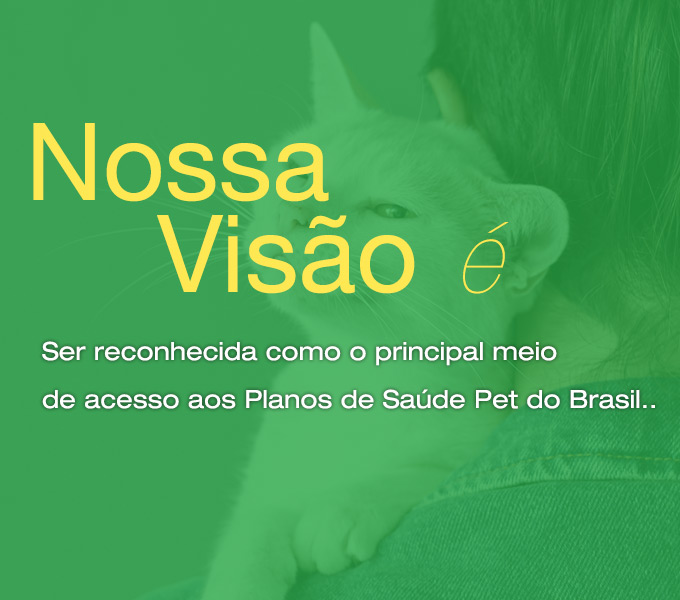 Nossa
Visão é
Ser reconhecida como o principal meio
de acesso aos Planos de Saúde Pet do Brasil..